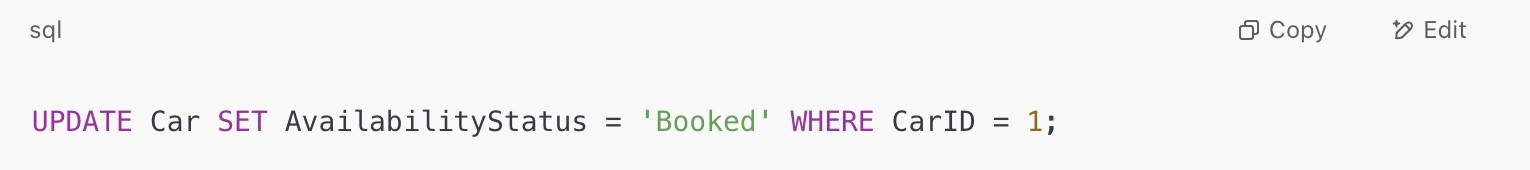 sql Copy Edit
UPDATE Car SET AvailabilityStatus = 'Booked' WHERE CarID = 1;